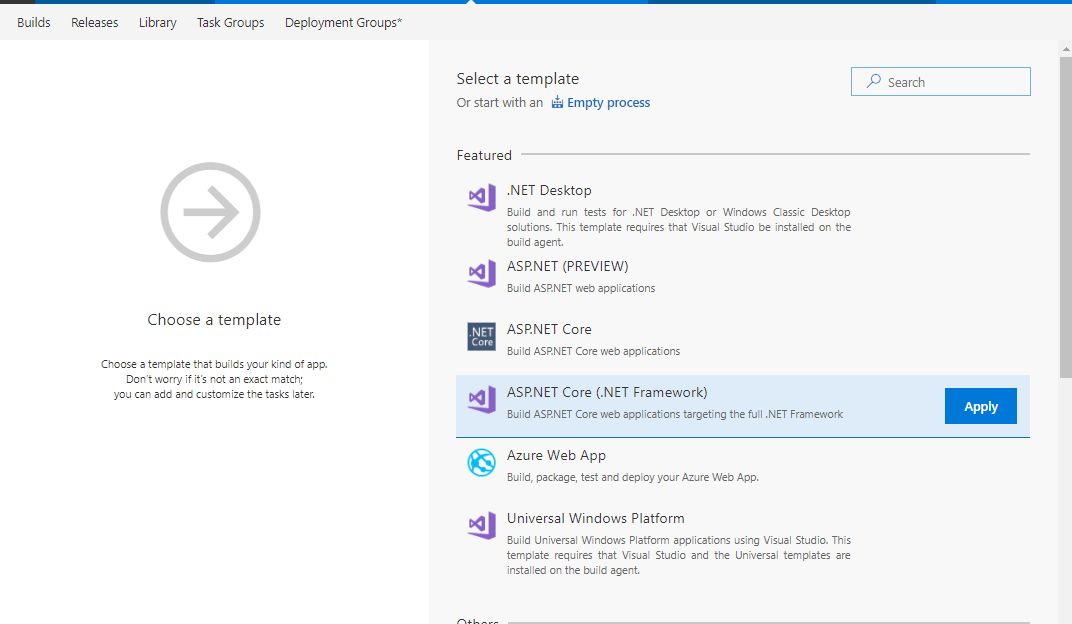 Builds Releases Library Task Groups Deployment Groups*
Select a template
Search
Or start with an Empty process
Featured
.NET Desktop
Build and run tests for .NET Desktop or Windows Classic Desktop
solutions. This template requires that Visual Studio be installed on the
build agent.
ASP.NET (PREVIEW)
Build ASP.NET web applications
.NET
Core
ASP.NET Core
Build ASP.NET Core web applications
ASP.NET Core (.NET Framework)
Build ASP.NET Core web applications targeting the full .NET Framework
Apply
Azure Web App
Build, package, test and deploy your Azure Web App.
Universal Windows Platform
Build Universal Windows Platform applications using Visual Studio. This
template requires that Visual Studio and the Universal templates are
installed on the build agent.
Others
Choose a template
Choose a template that builds your kind of app.
Don't worry if it's not an exact match;
you can add and customize the tasks later.